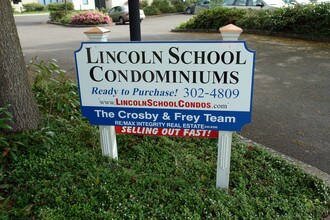 LINCOLN SCHOOL
CONDOMINIUMS
Ready to Purchase! 302-4809
www.LINCOLNSCHOOLCONDOS.com
The Crosby & Frey Team
RE/MAX INTEGRITY REAL ESTATE
SELLING OUT FAST!